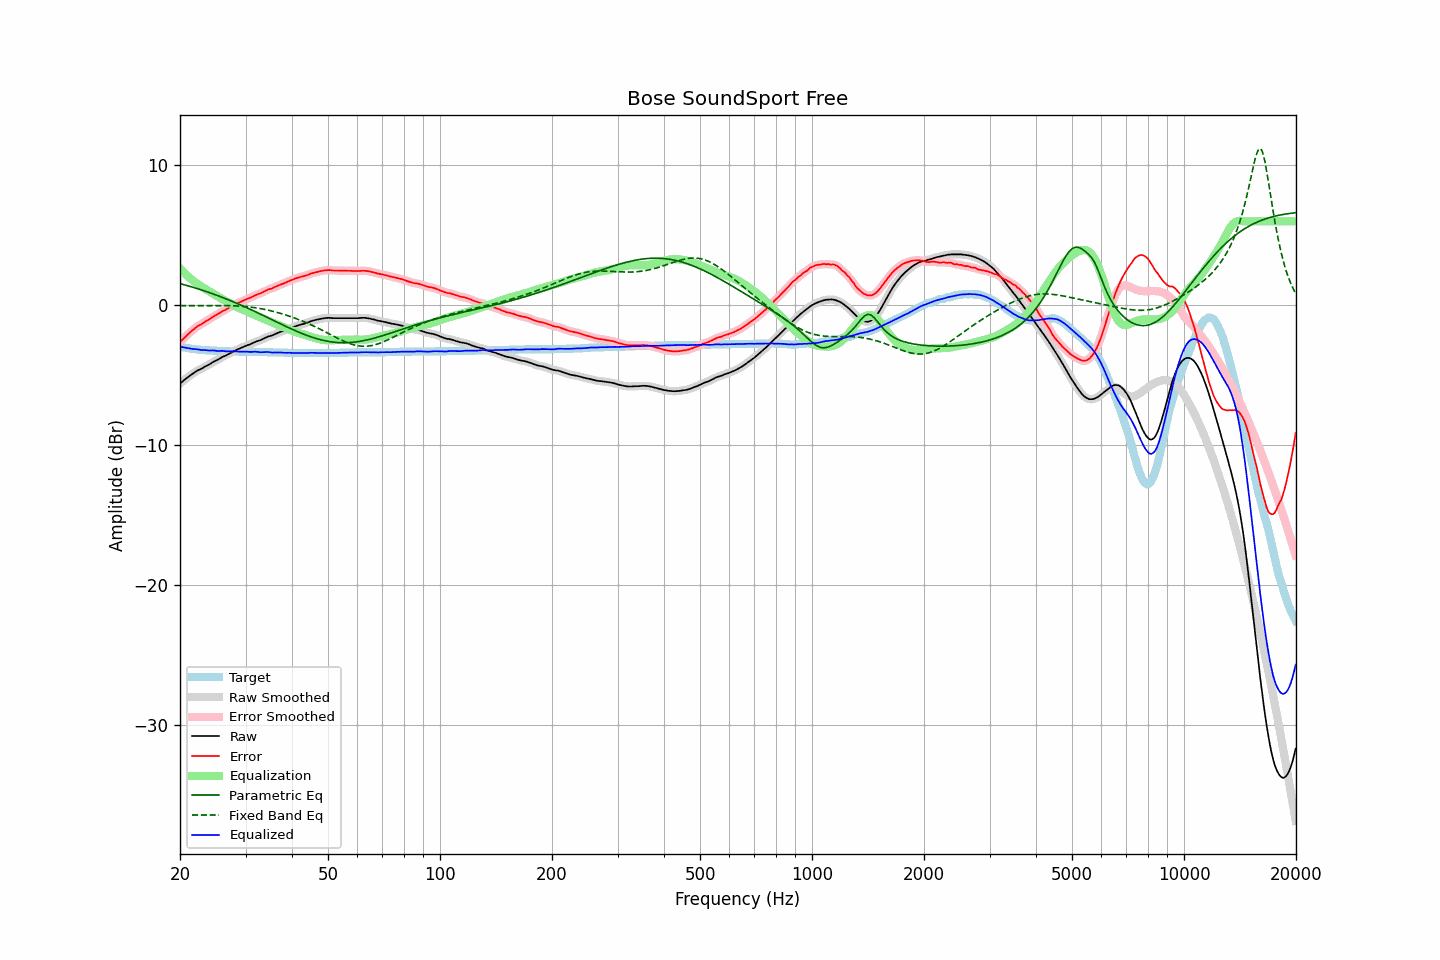 Bose SoundSport Free
Amplitude (dBr)
10
0
−10
−20
−30
Target
Raw Smoothed
Error Smoothed
Raw
Error
Equalization
Parametric Eq
Fixed Band Eq
Equalized
20 50 100 200 500 1000 2000 5000 10000 20000
Frequency (Hz)